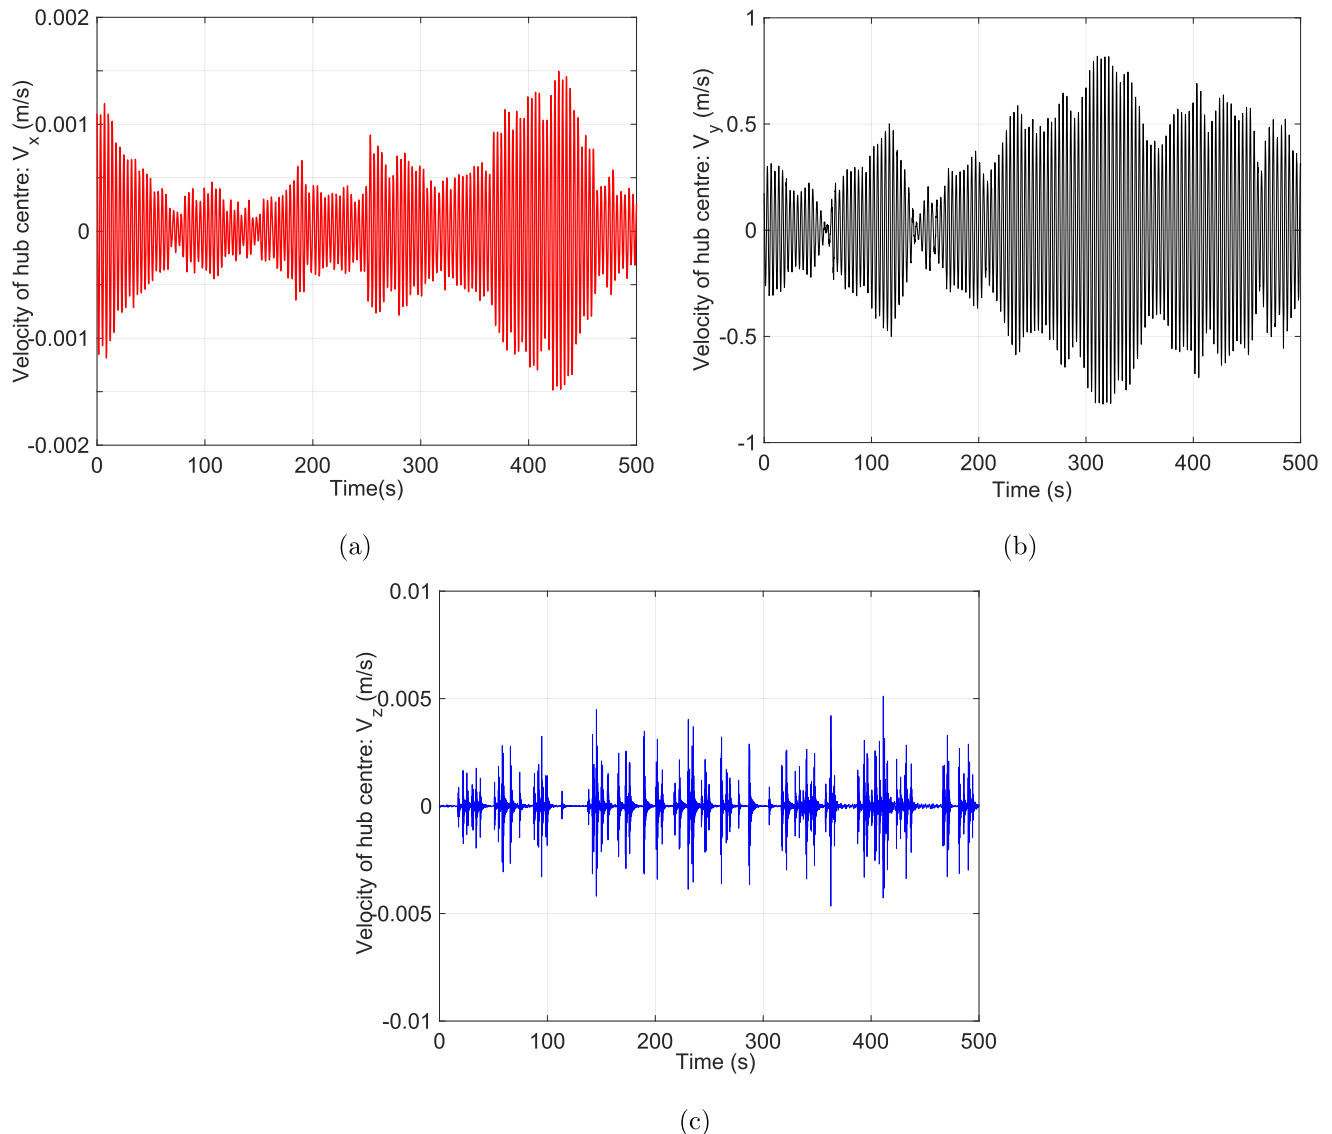 0.002
0.001
0
-0.001
-0.002
Velocity of hub centre: V_x (m/s)
0 100 200 300 400 500
Time(s)
(a)
1
0.5
0
-0.5
-1
Velocity of hub centre: V_y (m/s)
0 100 200 300 400 500
Time (s)
(b)
0.01
0.005
0
-0.005
-0.01
Velocity of hub centre: V_z (m/s)
0 100 200 300 400 500
Time (s)
(c)